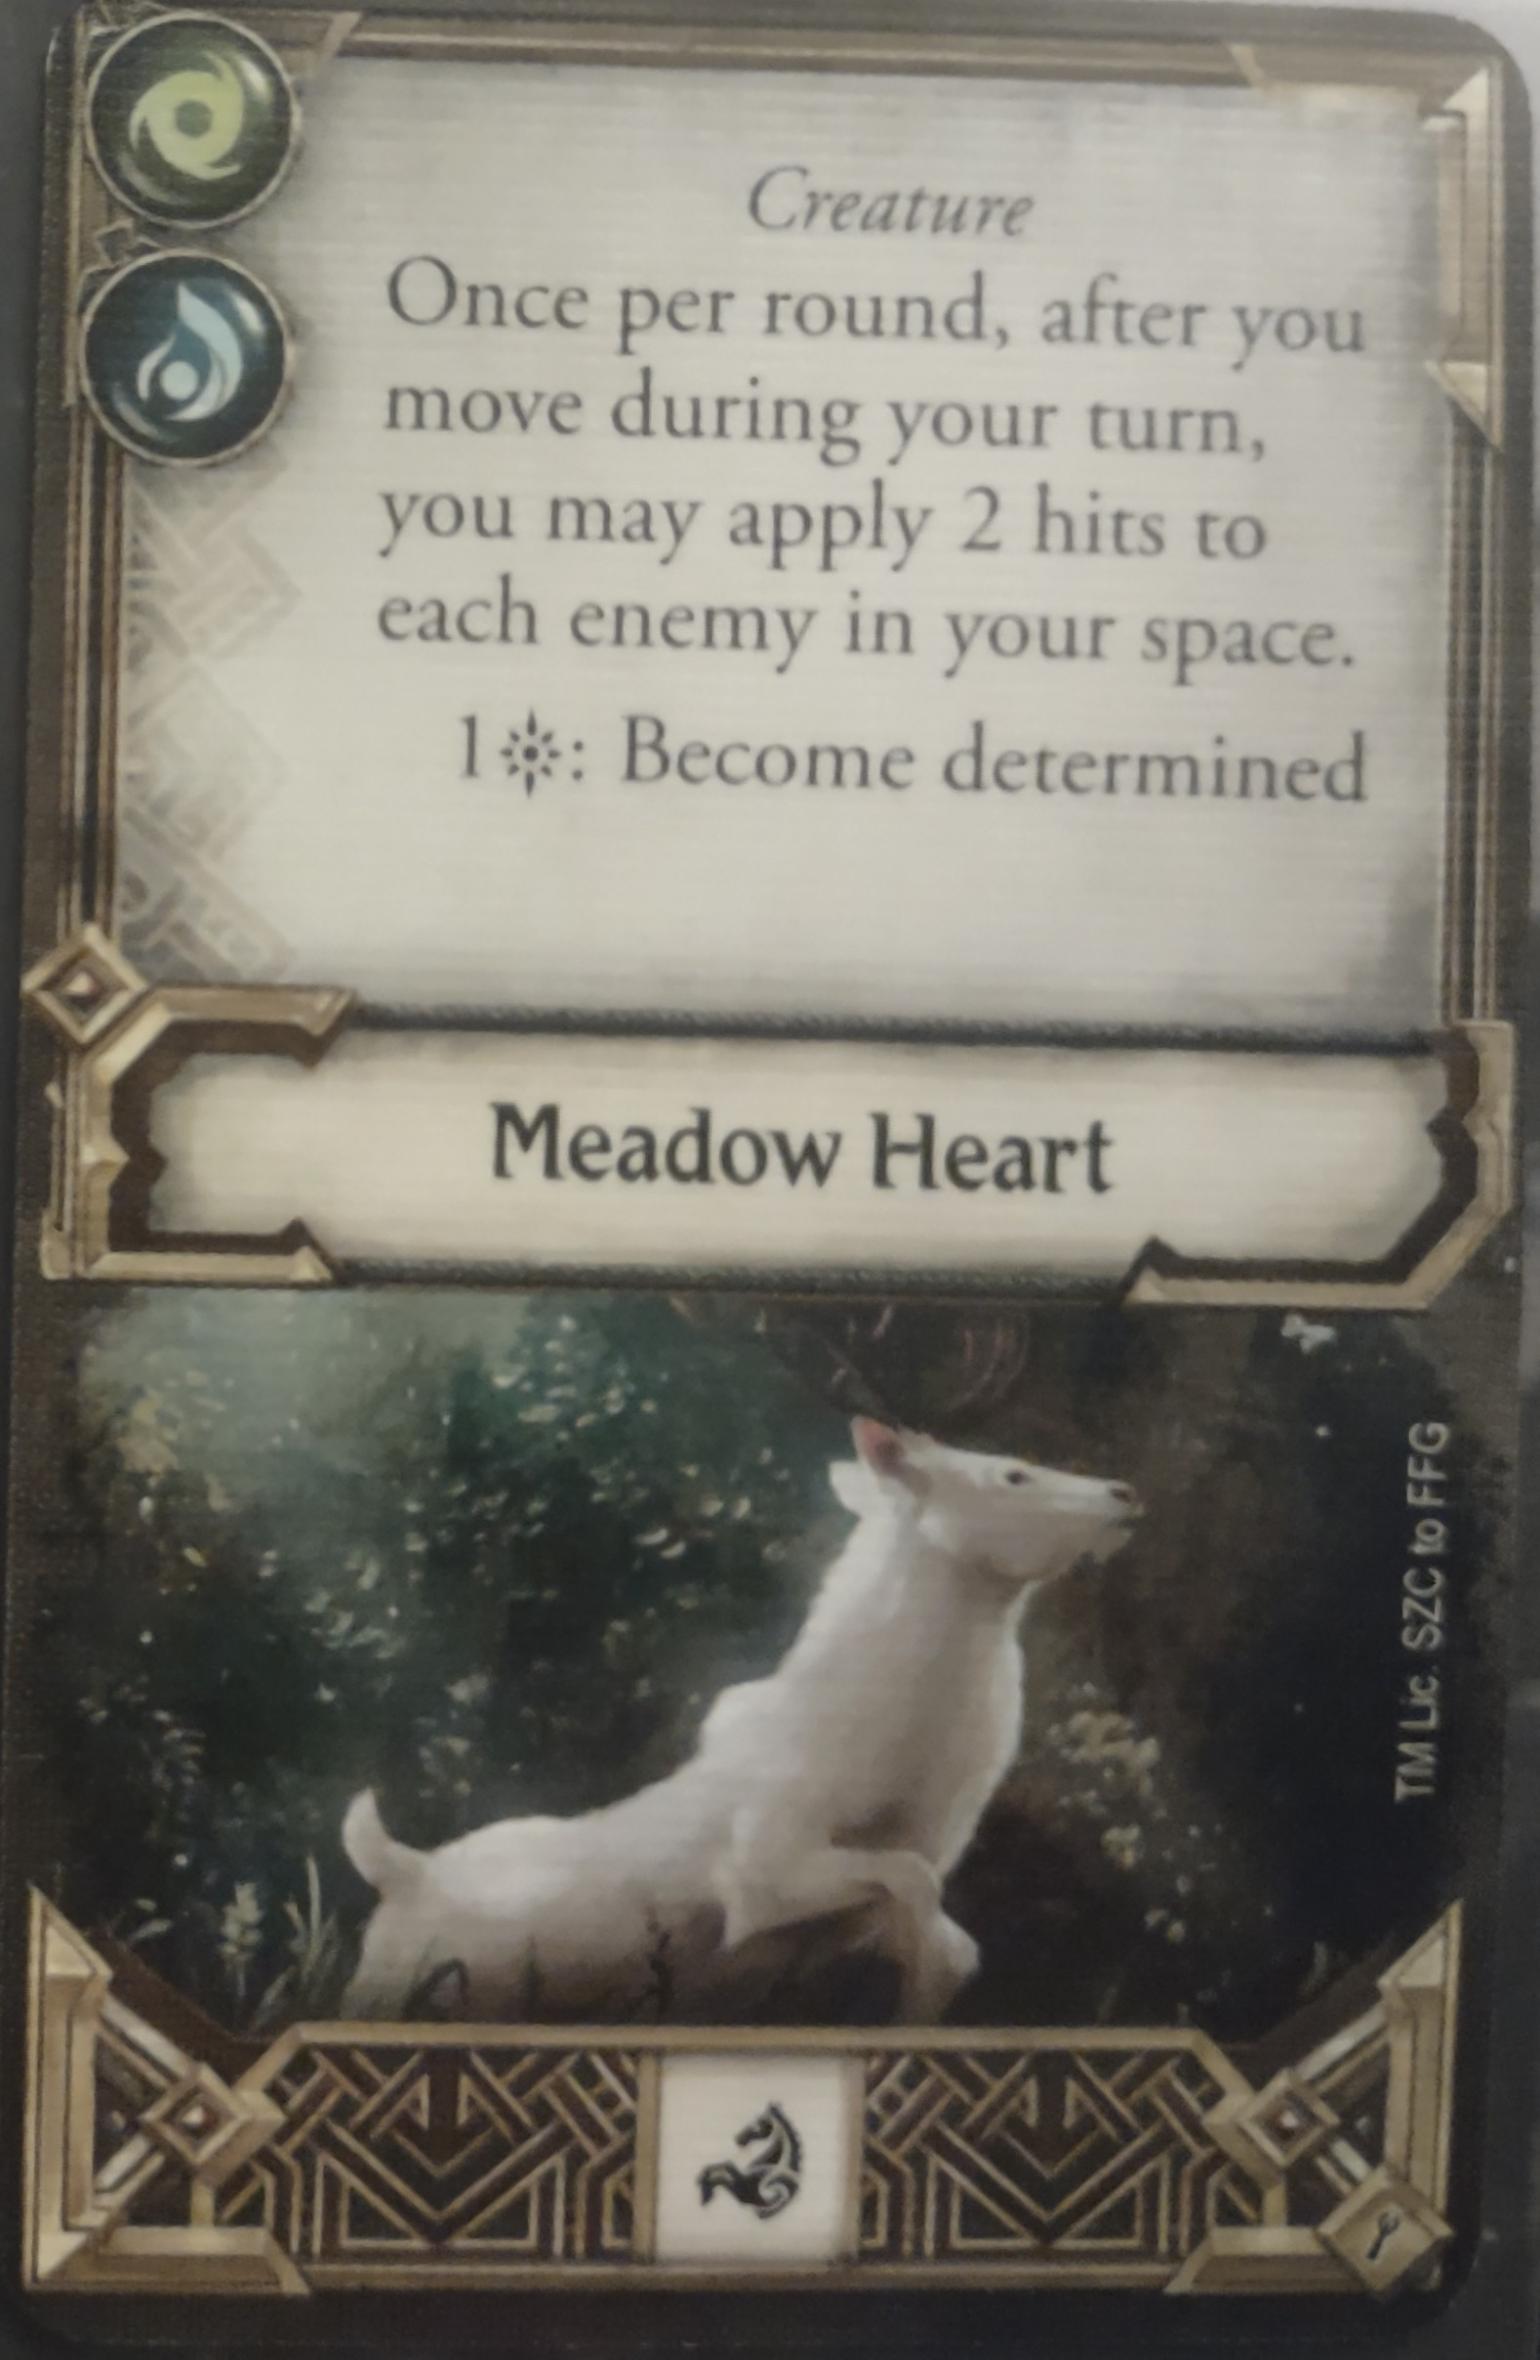 Creature
Once per round, after you
move during your turn,
you may apply 2 hits to
each enemy in your space.
1☀: Become determined
Meadow Heart
TM Lic. SZC to FFG